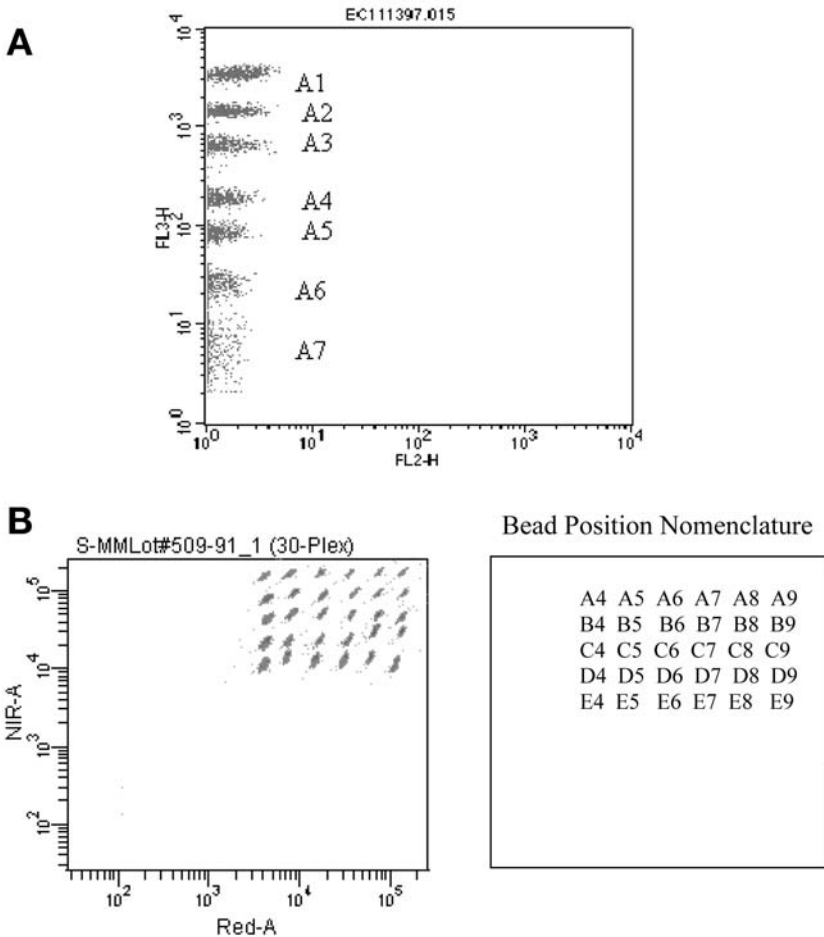 A
EC111397.015
10^4
10^3
10^2
10^1
10^0
FL3-H
A1
A2
A3
A4
A5
A6
A7
10^0 10^1 10^2 10^3 10^4
FL2-H
B
S-MMLot#509-91_1 (30-Plex)
10^5
10^4
10^3
10^2
NIR-A
10^2 10^3 10^4 10^5
Red-A
Bead Position Nomenclature
A4 A5 A6 A7 A8 A9
B4 B5 B6 B7 B8 B9
C4 C5 C6 C7 C8 C9
D4 D5 D6 D7 D8 D9
E4 E5 E6 E7 E8 E9